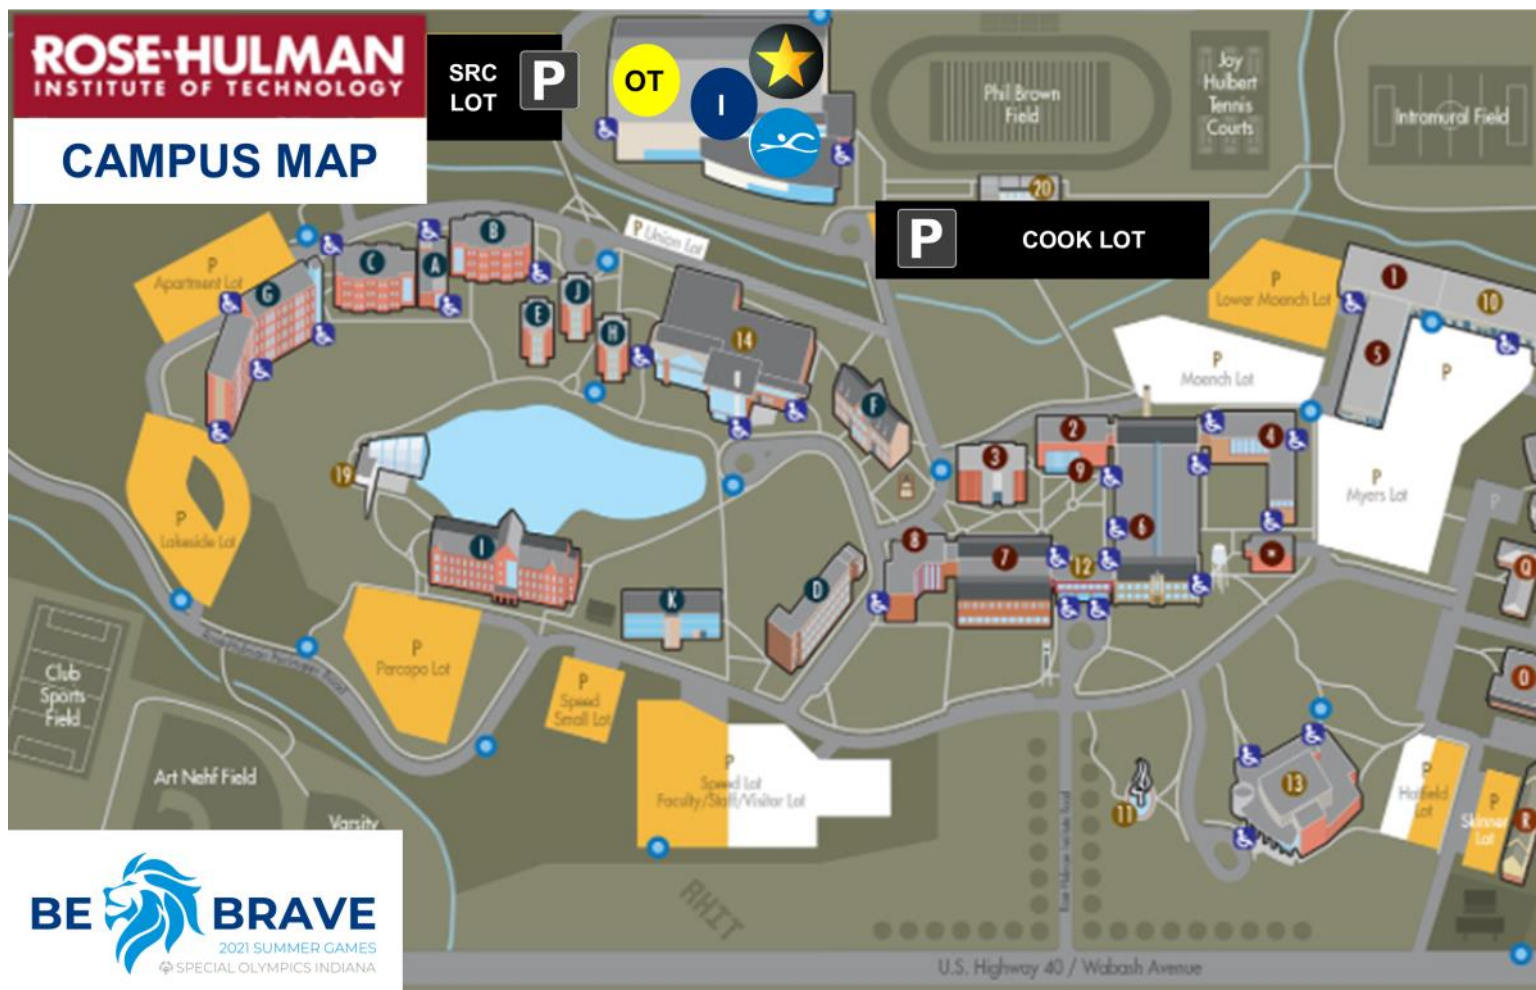 ROSE-HULMAN
INSTITUTE OF TECHNOLOGY
CAMPUS MAP
SRC
LOT
P
OT
I
Phil Brown
Field
Joy
Hulbert
Tennis
Courts
Intramural Field
20
P
COOK LOT
P Union Lot
P
Apartment Lot
G
C
A
B
E
J
H
14
F
P
Lower Moench Lot
1
10
5
P
P
Moench Lot
2
3
9
4
P
Myers Lot
P
19
P
Lakeside Lot
I
K
D
8
7
12
6
*
Q
O
Club
Sports
Field
P
Percopo Lot
P
Speed
Small Lot
P
Speed Lot
Faculty/Staff/Visitor Lot
Art Nehf Field
Varsity
11
13
P
Hatfield
Lot
P
Skinner
Lot
R
RHIT
BE BRAVE
2021 SUMMER GAMES
SPECIAL OLYMPICS INDIANA
U.S. Highway 40 / Wabash Avenue